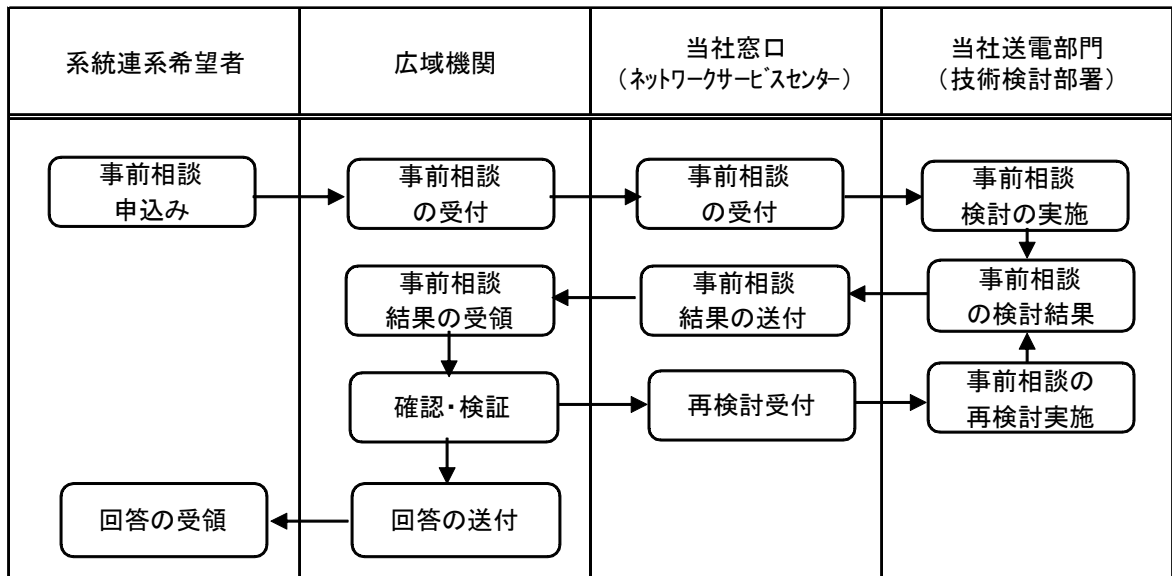 系統連系希望者
広域機関
当社窓口
（ネットワークサービスセンター）
当社送電部門
（技術検討部署）
事前相談
申込み
事前相談
の受付
事前相談
の受付
事前相談
検討の実施
事前相談
結果の受領
事前相談
結果の送付
事前相談
の検討結果
確認・検証
再検討受付
事前相談の
再検討実施
回答の受領
回答の送付